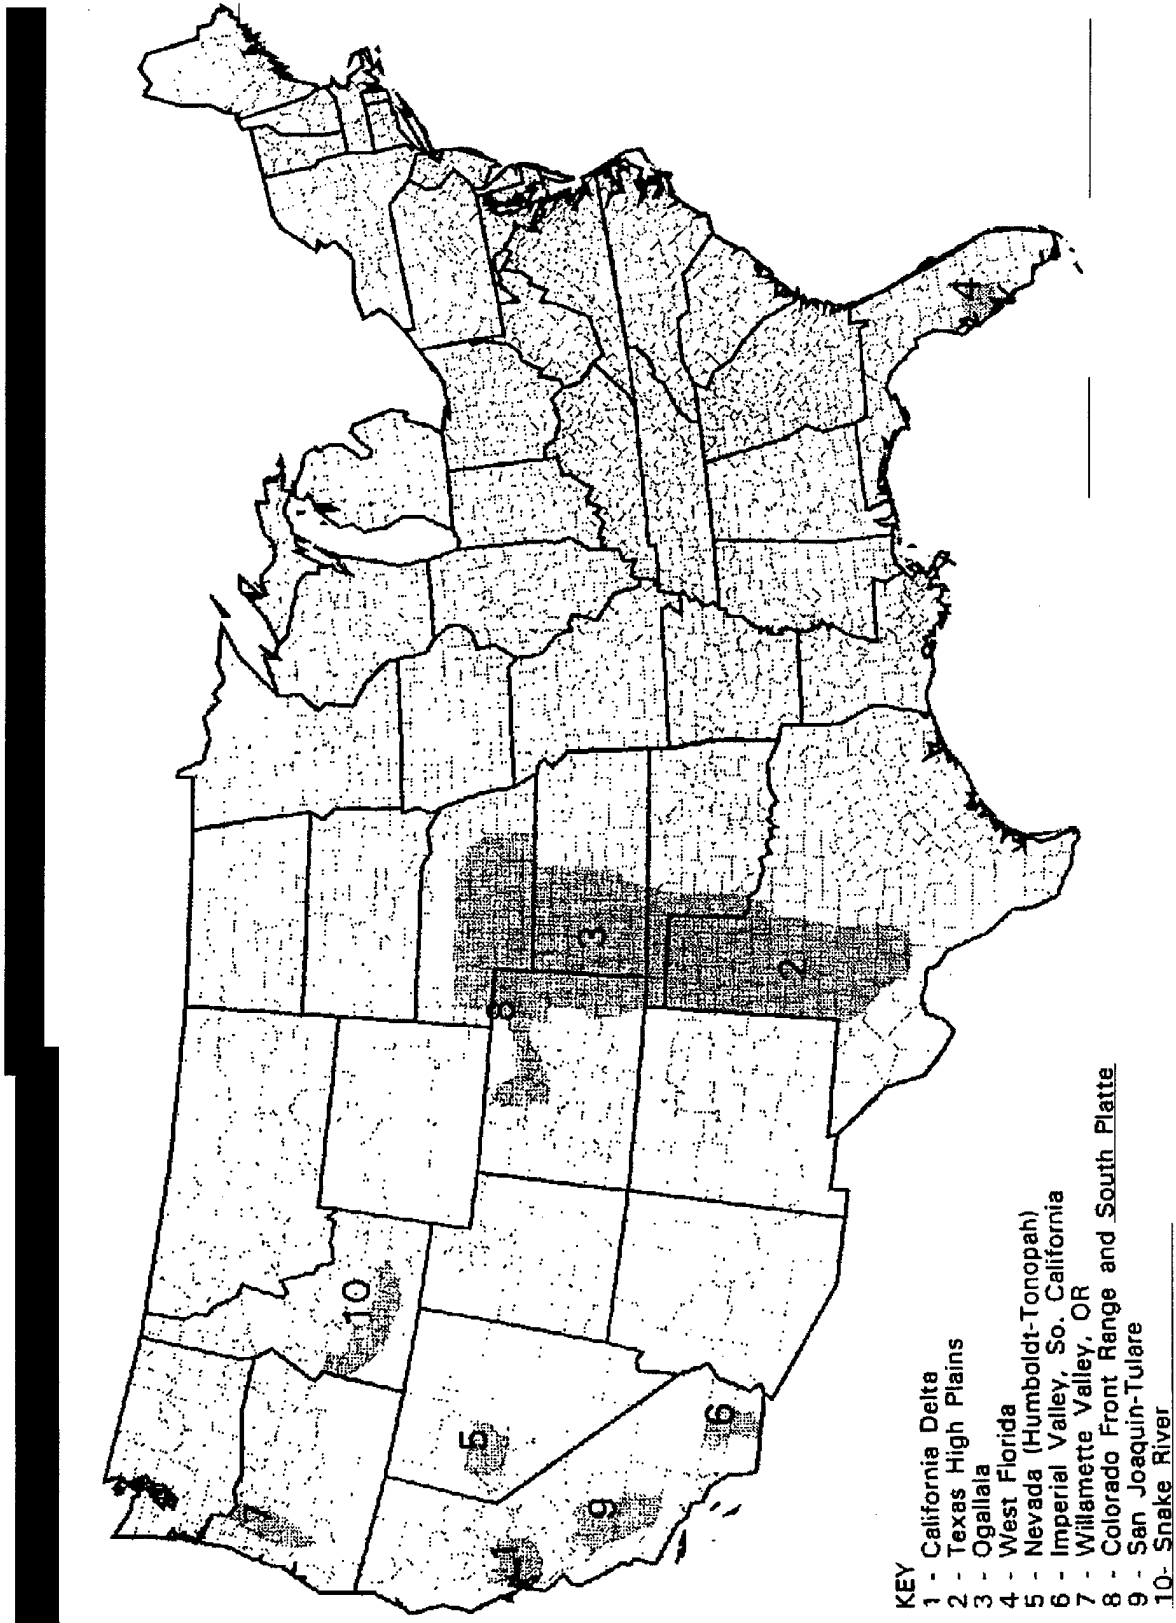 7
10
5
1
9
6
8
3
2
4
KEY
1 - California Delta
2 - Texas High Plains
3 - Ogallala
4 - West Florida
5 - Nevada (Humboldt-Tonopah)
6 - Imperial Valley, So. California
7 - Willamette Valley, OR
8 - Colorado Front Range and South Platte
9 - San Joaquin-Tulare
10- Snake River